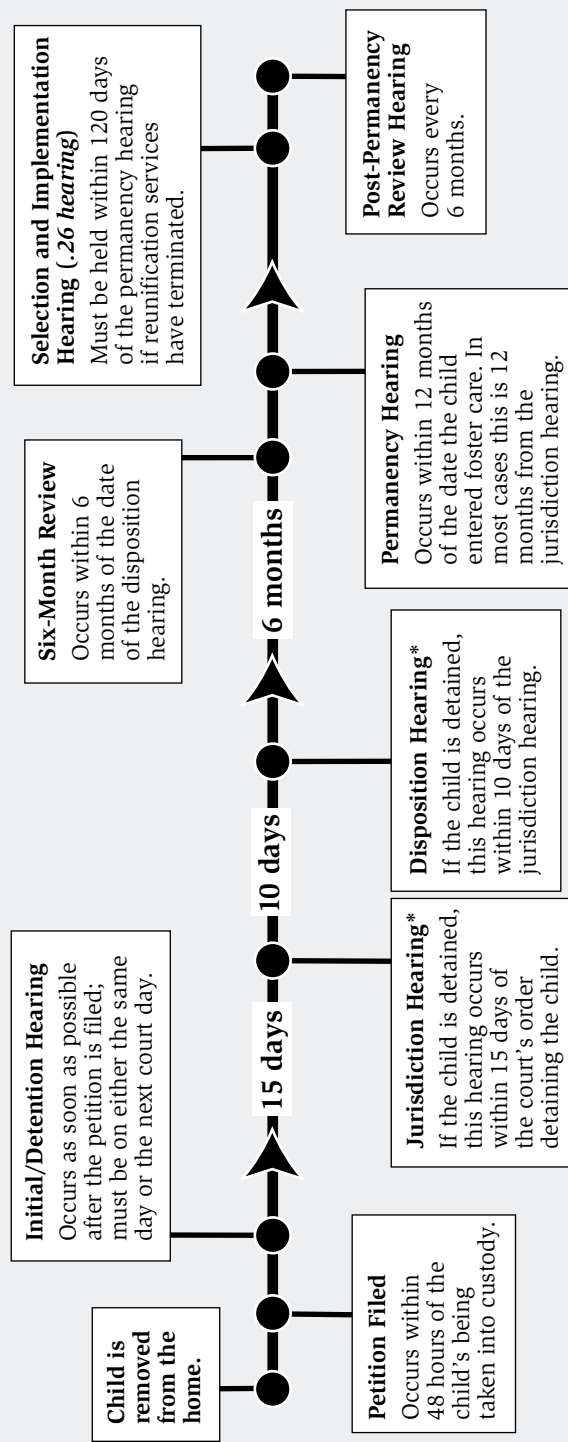 Child is
removed
from the
home.
Petition Filed
Occurs within
48 hours of the
child's being
taken into custody.
Initial/Detention Hearing
Occurs as soon as possible
after the petition is filed;
must be on either the same
day or the next court day.
15 days
Jurisdiction Hearing*
If the child is detained,
this hearing occurs
within 15 days of
the court's order
detaining the child.
10 days
Disposition Hearing*
If the child is detained,
this hearing occurs
within 10 days of the
jurisdiction hearing.
6 months
Six-Month Review
Occurs within 6
months of the date
of the disposition
hearing.
Permanency Hearing
Occurs within 12 months
of the date the child
entered foster care. In
most cases this is 12
months from the
jurisdiction hearing.
Selection and Implementation
Hearing (.26 hearing)
Must be held within 120 days
of the permanency hearing
if reunification services
have terminated.
Post-Permanency
Review Hearing
Occurs every
6 months.